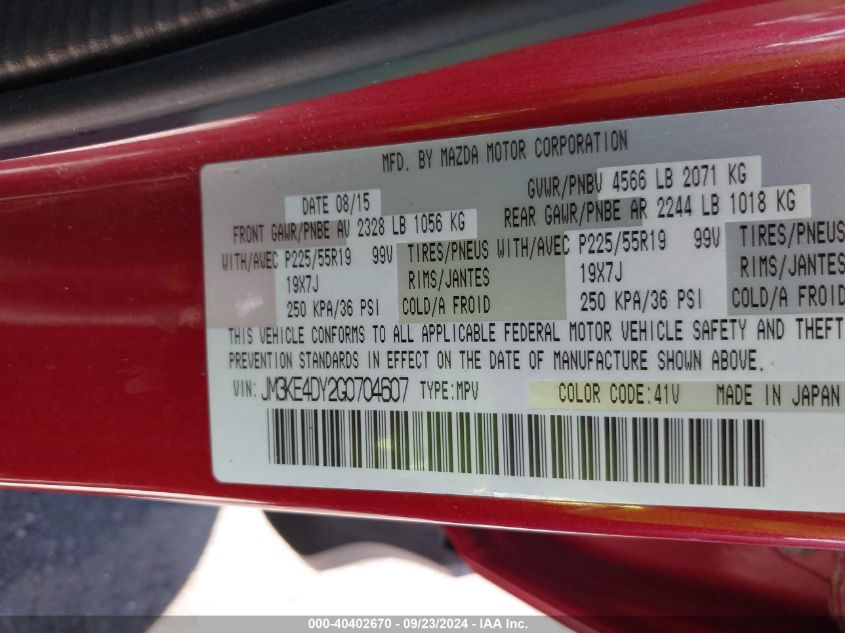 MFD. BY MAZDA MOTOR CORPORATION
DATE 08/15 GVWR/PNBV 4566 LB 2071 KG
FRONT GAWR/PNBE AV 2328 LB 1056 KG REAR GAWR/PNBE AR 2244 LB 1018 KG
WITH/AVEC P225/55R19 99V TIRES/PNEUS WITH/AVEC P225/55R19 99V TIRES/PNEUS
19X7J RIMS/JANTES 19X7J RIMS/JANTES
250 KPA/36 PSI COLD/A FROID 250 KPA/36 PSI COLD/A FROID
THIS VEHICLE CONFORMS TO ALL APPLICABLE FEDERAL MOTOR VEHICLE SAFETY AND THEFT
PREVENTION STANDARDS IN EFFECT ON THE DATE OF MANUFACTURE SHOWN ABOVE.
VIN: JM3KE4DY2G0704607 TYPE:MPV COLOR CODE:41V MADE IN JAPAN
000-40402670 - 09/23/2024 - IAA Inc.